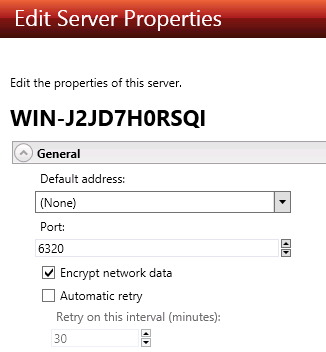 Edit Server Properties
Edit the properties of this server.
WIN-J2JD7H0RSQI
General
Default address:
(None)
Port:
6320
Encrypt network data
Automatic retry
Retry on this interval (minutes):
30